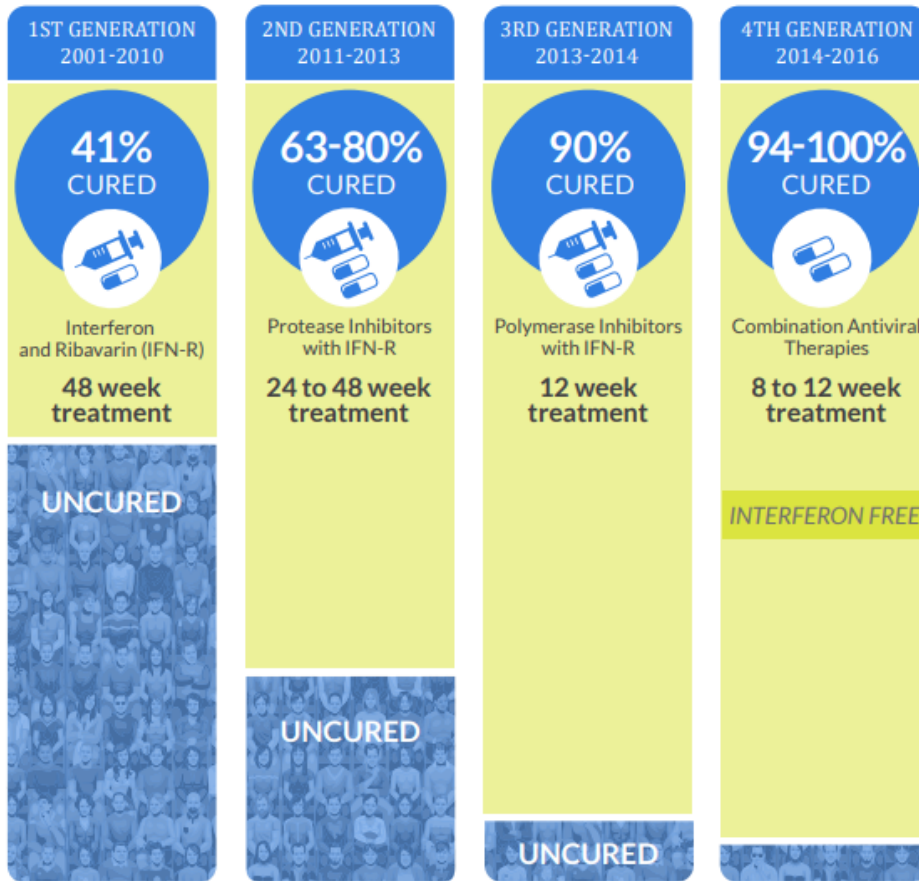 1ST GENERATION
2001-2010
41%
CURED
Interferon
and Ribavarin (IFN-R)
48 week
treatment
UNCURED
2ND GENERATION
2011-2013
63-80%
CURED
Protease Inhibitors
with IFN-R
24 to 48 week
treatment
UNCURED
3RD GENERATION
2013-2014
90%
CURED
Polymerase Inhibitors
with IFN-R
12 week
treatment
UNCURED
4TH GENERATION
2014-2016
94-100%
CURED
Combination Antiviral
Therapies
8 to 12 week
treatment
INTERFERON FREE